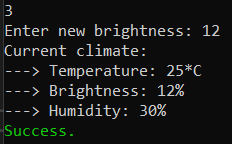 3
Enter new brightness: 12
Current climate:
---> Temperature: 25*C
---> Brightness: 12%
---> Humidity: 30%
Success.